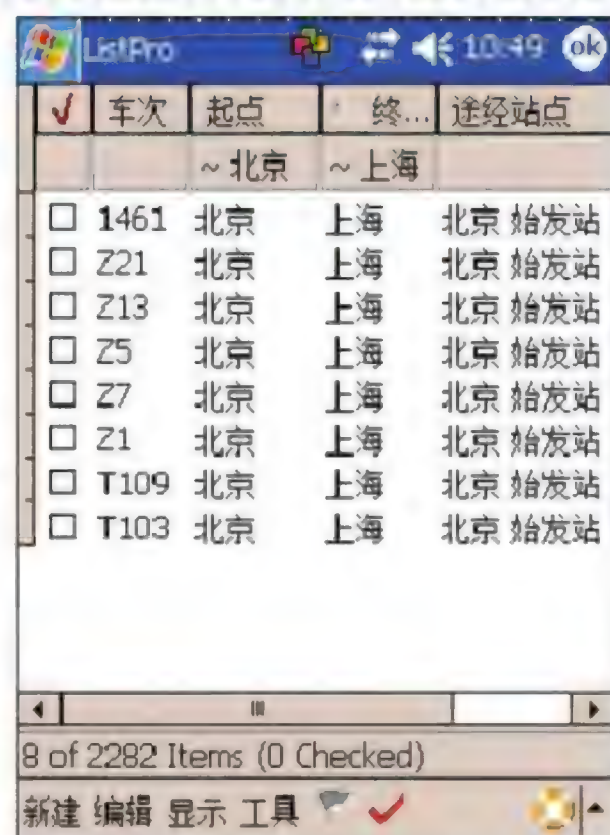 ListPro 10:49 ok
车次 起点 终... 途经站点
~ 北京 ~ 上海
1461 北京 上海 北京 始发站
Z21 北京 上海 北京 始发站
Z13 北京 上海 北京 始发站
Z5 北京 上海 北京 始发站
Z7 北京 上海 北京 始发站
Z1 北京 上海 北京 始发站
T109 北京 上海 北京 始发站
T103 北京 上海 北京 始发站
8 of 2282 Items (0 Checked)
新建 编辑 显示 工具